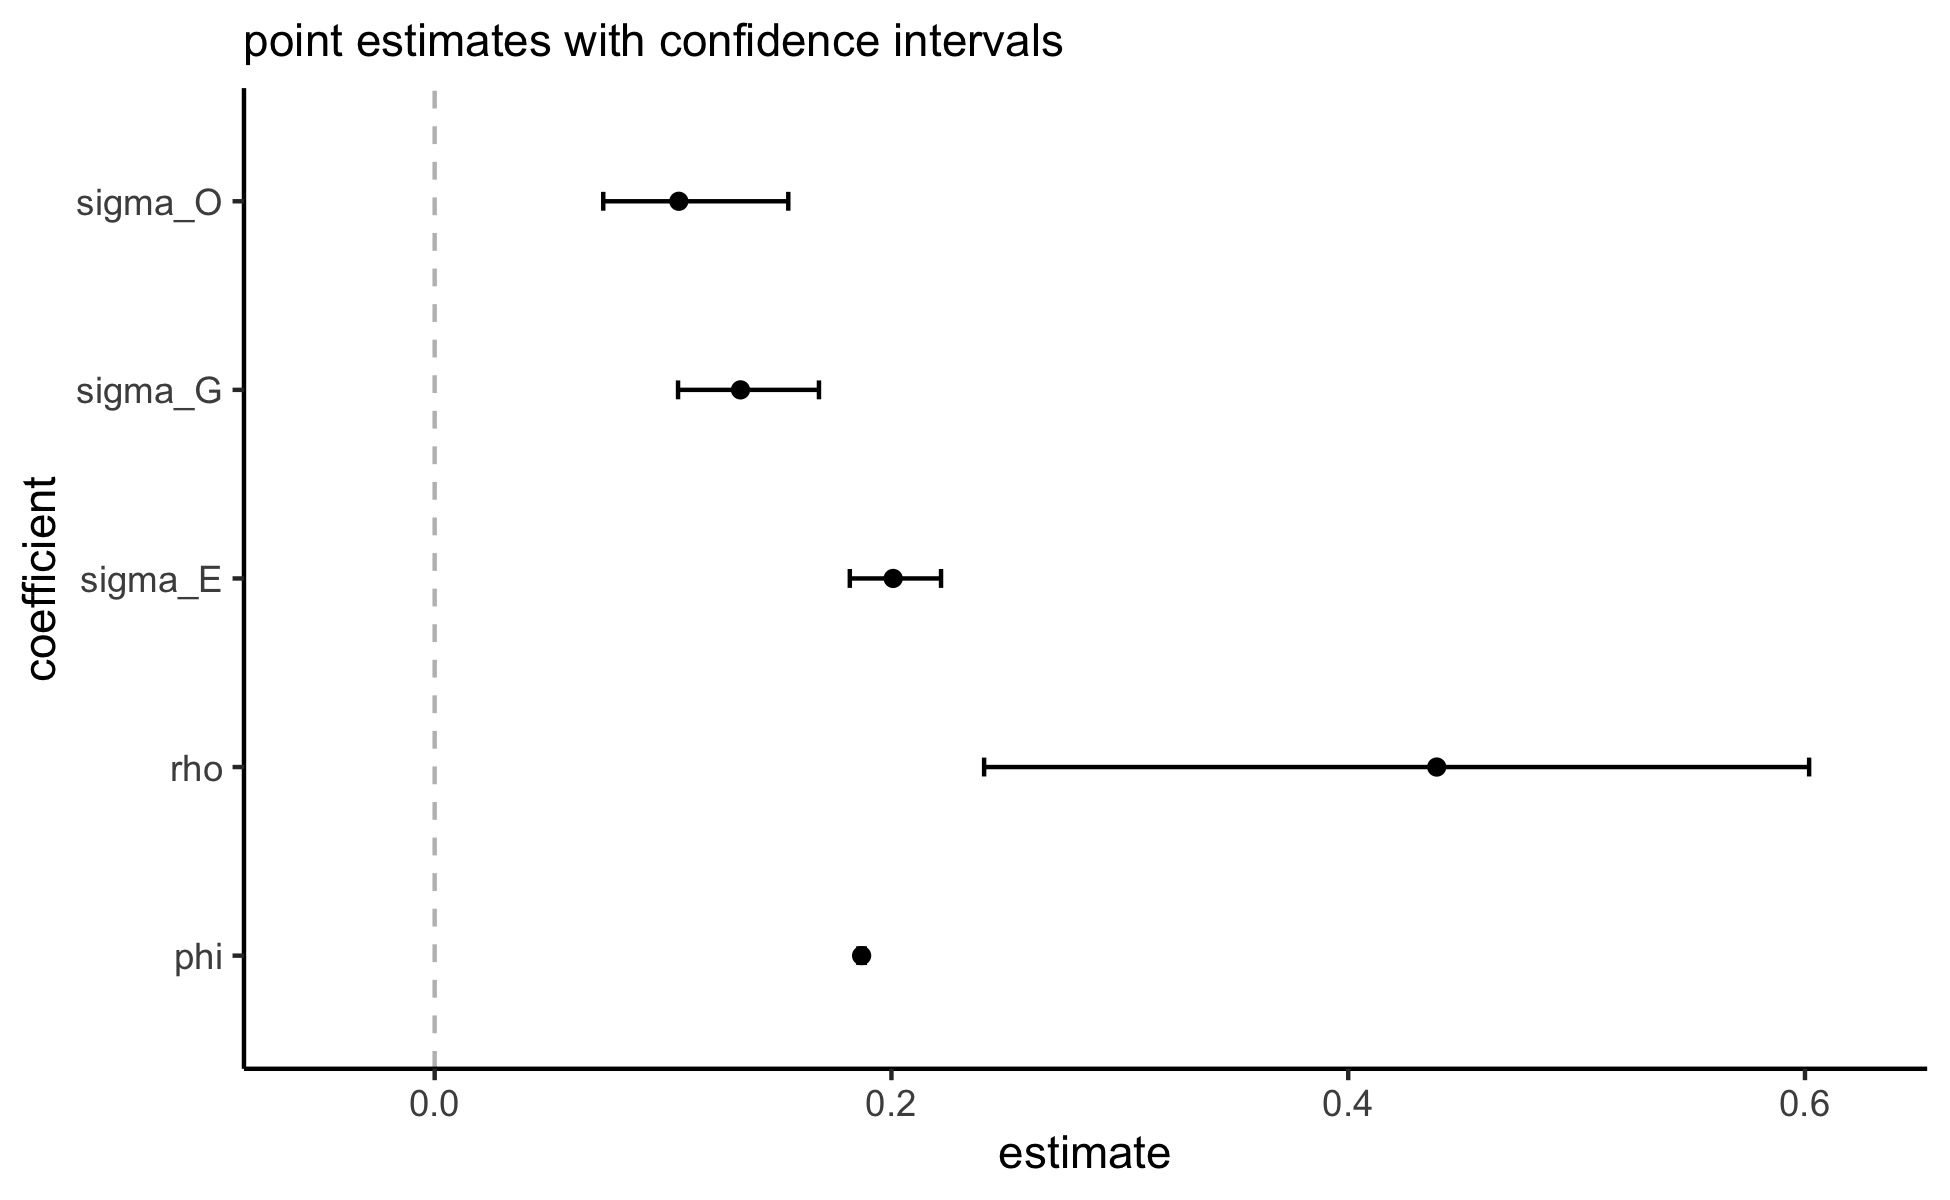 point estimates with confidence intervals
coefficient
sigma_O
sigma_G
sigma_E
rho
phi
0.0 0.2 0.4 0.6
estimate